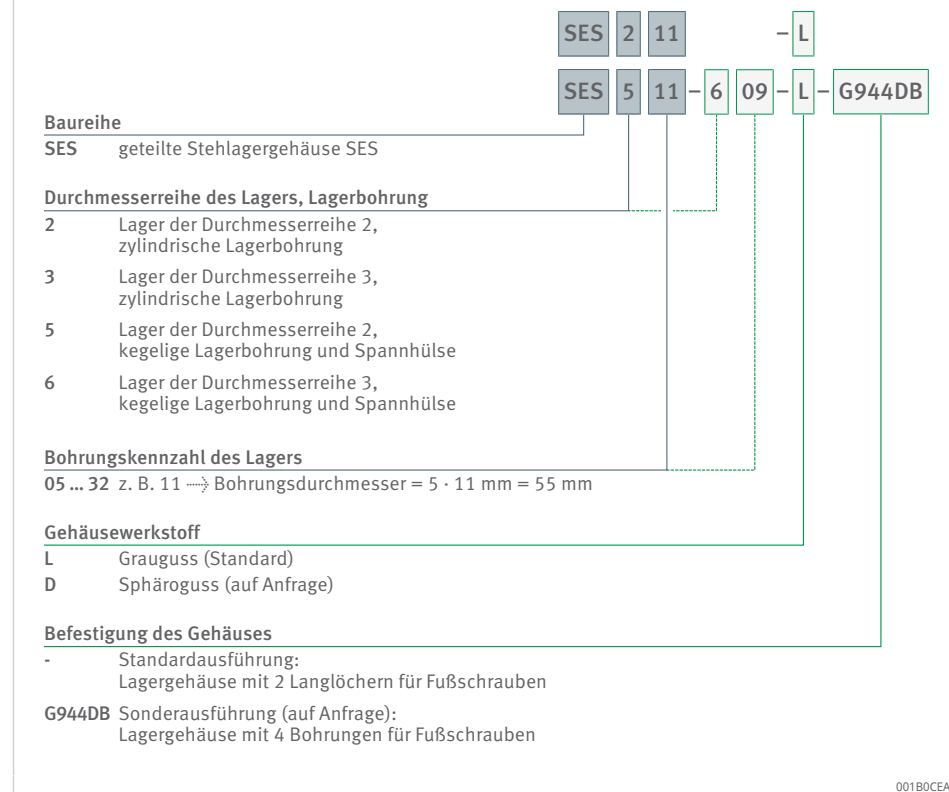 SES 2 11 – L
SES 5 11 – 6 09 – L – G944DB
Baureihe
SES geteilte Stehlagergehäuse SES
Durchmesserreihe des Lagers, Lagerbohrung
2 Lager der Durchmesserreihe 2,
zylindrische Lagerbohrung
3 Lager der Durchmesserreihe 3,
zylindrische Lagerbohrung
5 Lager der Durchmesserreihe 2,
kegelige Lagerbohrung und Spannhülse
6 Lager der Durchmesserreihe 3,
kegelige Lagerbohrung und Spannhülse
Bohrungskennzahl des Lagers
05 ... 32 z. B. 11 ┈> Bohrungsdurchmesser = 5 · 11 mm = 55 mm
Gehäusewerkstoff
L Grauguss (Standard)
D Sphäroguss (auf Anfrage)
Befestigung des Gehäuses
- Standardausführung:
Lagergehäuse mit 2 Langlöchern für Fußschrauben
G944DB Sonderausführung (auf Anfrage):
Lagergehäuse mit 4 Bohrungen für Fußschrauben
001B0CEA